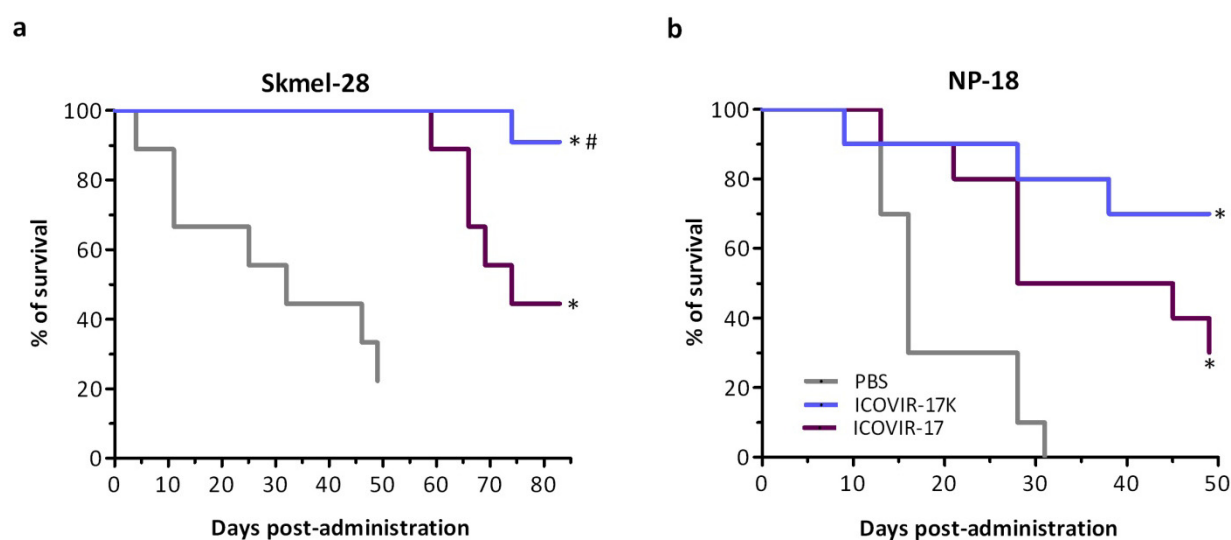 a
Skmel-28
% of survival
100
80
60
40
20
0
* #
*
0 10 20 30 40 50 60 70 80
Days post-administration
b
NP-18
% of survival
100
80
60
40
20
0
*
*
PBS
ICOVIR-17K
ICOVIR-17
0 10 20 30 40 50
Days post-administration